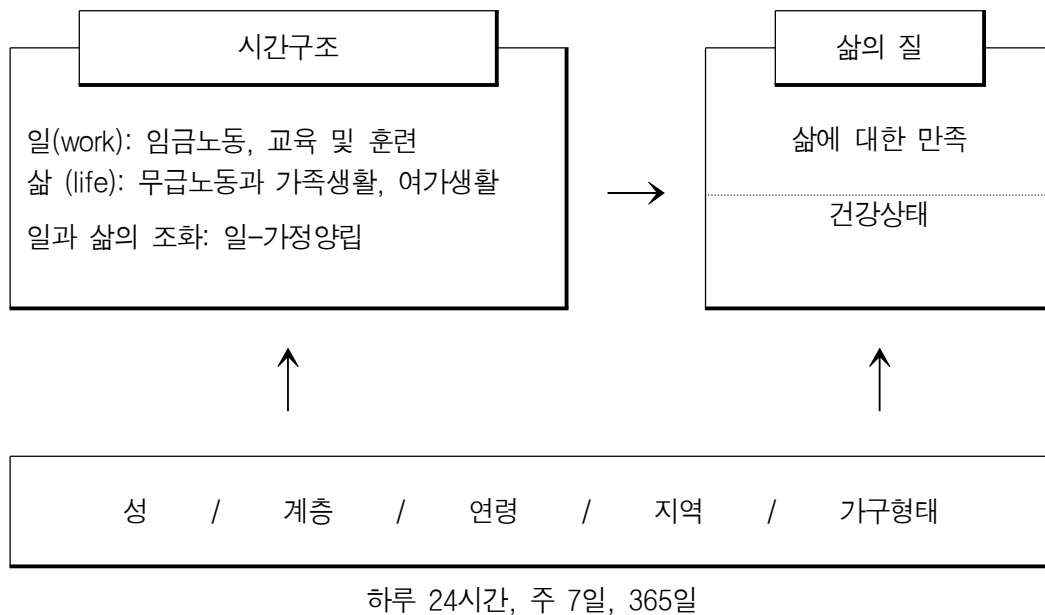 시간구조
일(work): 임금노동, 교육 및 훈련
삶 (life): 무급노동과 가족생활, 여가생활
일과 삶의 조화: 일-가정양립
삶의 질
삶에 대한 만족
건강상태
성 / 계층 / 연령 / 지역 / 가구형태
하루 24시간, 주 7일, 365일